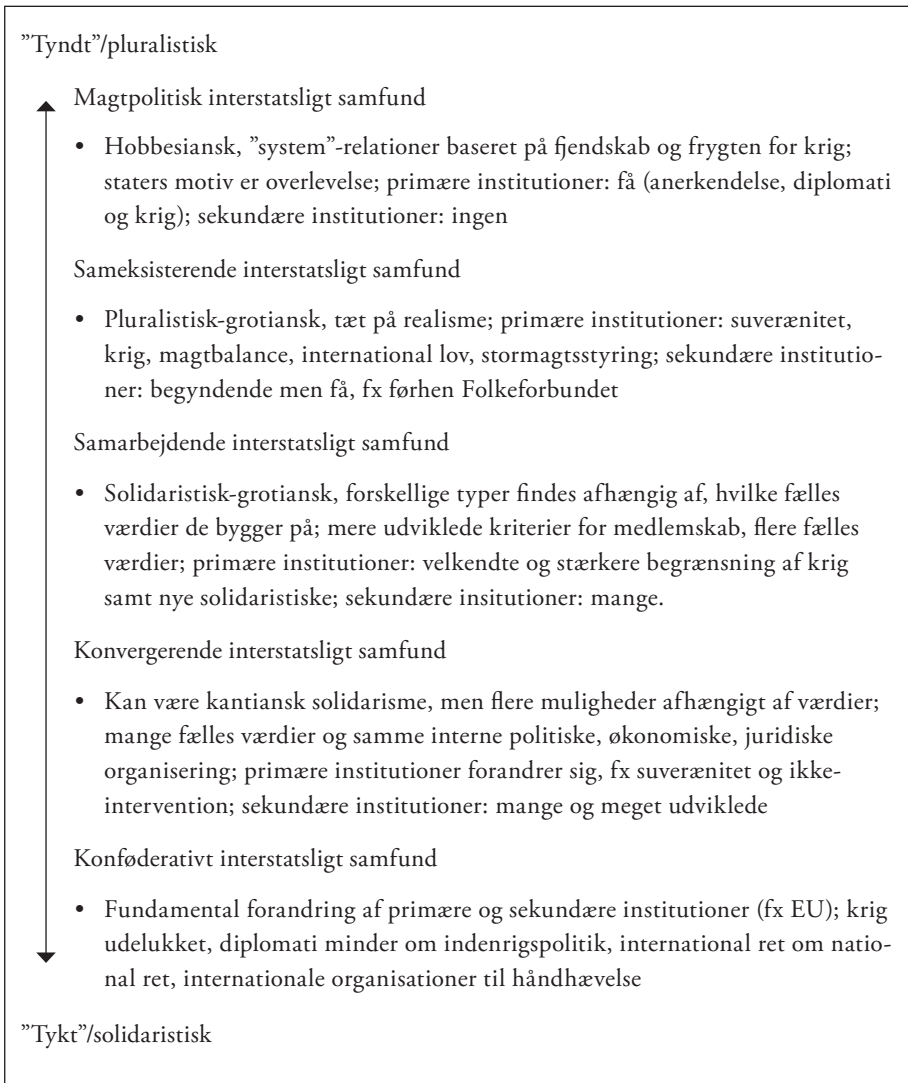 ”Tyndt”/pluralistisk
Magtpolitisk interstatsligt samfund
• Hobbesiansk, ”system”-relationer baseret på fjendskab og frygten for krig;
staters motiv er overlevelse; primære institutioner: få (anerkendelse, diplomati
og krig); sekundære institutioner: ingen
Sameksisterende interstatsligt samfund
• Pluralistisk-grotiansk, tæt på realisme; primære institutioner: suverænitet,
krig, magtbalance, international lov, stormagtsstyring; sekundære institutio-
ner: begyndende men få, fx førhen Folkeforbundet
Samarbejdende interstatsligt samfund
• Solidaristisk-grotiansk, forskellige typer findes afhængig af, hvilke fælles
værdier de bygger på; mere udviklede kriterier for medlemskab, flere fælles
værdier; primære institutioner: velkendte og stærkere begrænsning af krig
samt nye solidaristiske; sekundære insitutioner: mange.
Konvergerende interstatsligt samfund
• Kan være kantiansk solidarisme, men flere muligheder afhængigt af værdier;
mange fælles værdier og samme interne politiske, økonomiske, juridiske
organisering; primære institutioner forandrer sig, fx suverænitet og ikke-
intervention; sekundære institutioner: mange og meget udviklede
Konføderativt interstatsligt samfund
• Fundamental forandring af primære og sekundære institutioner (fx EU); krig
udelukket, diplomati minder om indenrigspolitik, international ret om natio-
nal ret, internationale organisationer til håndhævelse
”Tykt”/solidaristisk